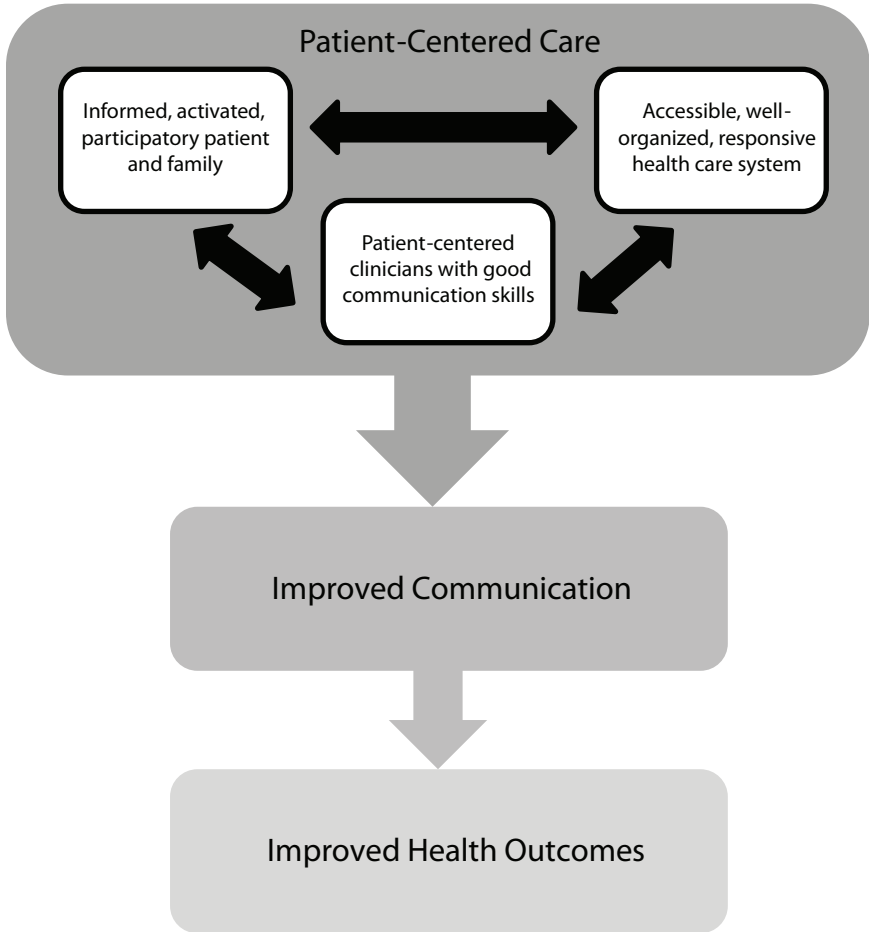 Patient-Centered Care
Informed, activated,
participatory patient
and family
Accessible, well-
organized, responsive
health care system
Patient-centered
clinicians with good
communication skills
Improved Communication
Improved Health Outcomes